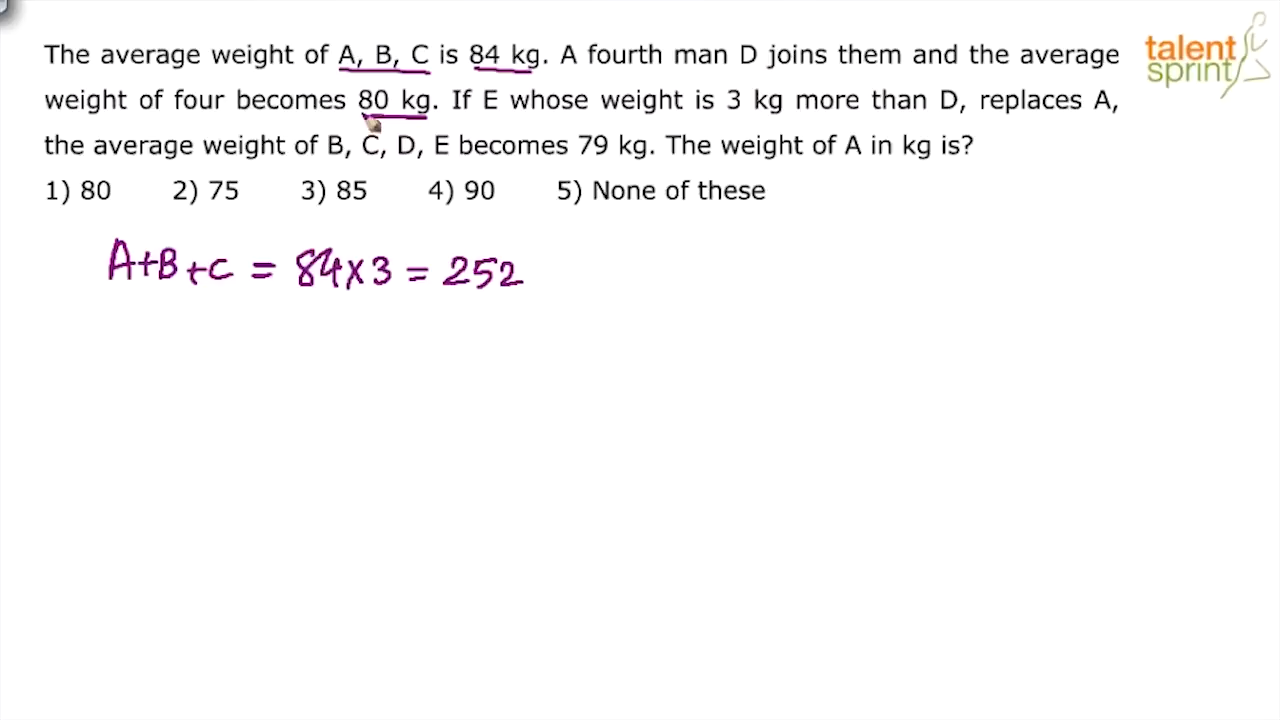 The average weight of A, B, C is 84 kg. A fourth man D joins them and the average
weight of four becomes 80 kg. If E whose weight is 3 kg more than D, replaces A,
the average weight of B, C, D, E becomes 79 kg. The weight of A in kg is?
1) 80 2) 75 3) 85 4) 90 5) None of these
A+B+C = 84×3 = 252
talent
sprint